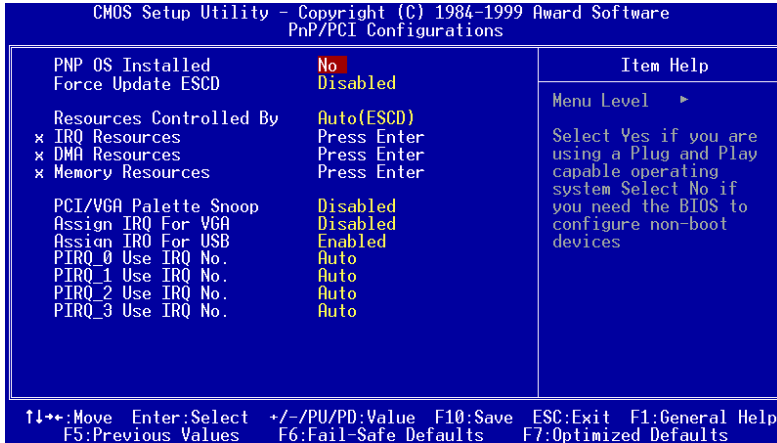 CMOS Setup Utility - Copyright (C) 1984-1999 Award Software
PnP/PCI Configurations
PNP OS Installed No
Force Update ESCD Disabled
Resources Controlled By Auto(ESCD)
x IRQ Resources Press Enter
x DMA Resources Press Enter
x Memory Resources Press Enter
PCI/VGA Palette Snoop Disabled
Assign IRQ For VGA Disabled
Assign IRQ For USB Enabled
PIRQ_0 Use IRQ No. Auto
PIRQ_1 Use IRQ No. Auto
PIRQ_2 Use IRQ No. Auto
PIRQ_3 Use IRQ No. Auto
Item Help
Menu Level ►
Select Yes if you are
using a Plug and Play
capable operating
system Select No if
you need the BIOS to
configure non-boot
devices
↑↓→←:Move Enter:Select +/-/PU/PD:Value F10:Save ESC:Exit F1:General Help
F5:Previous Values F6:Fail-Safe Defaults F7:Optimized Defaults